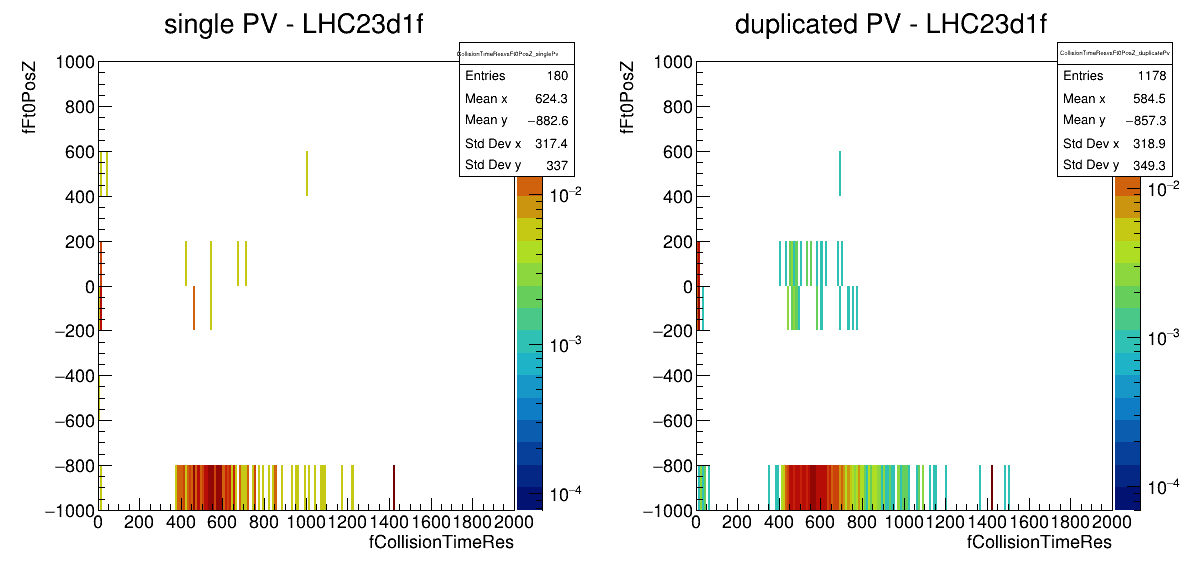 single PV - LHC23d1f
CollisionTimeResvsFt0PosZ_singlePv
Entries 180
Mean x 624.3
Mean y −882.6
Std Dev x 317.4
Std Dev y 337
fFt0PosZ
1000
800
600
400
200
0
−200
−400
−600
−800
−1000
0 200 400 600 800 1000 1200 1400 1600 1800 2000
fCollisionTimeRes
10−2
10−3
10−4
duplicated PV - LHC23d1f
CollisionTimeResvsFt0PosZ_duplicatePv
Entries 1178
Mean x 584.5
Mean y −857.3
Std Dev x 318.9
Std Dev y 349.3
fFt0PosZ
1000
800
600
400
200
0
−200
−400
−600
−800
−1000
0 200 400 600 800 1000 1200 1400 1600 1800 2000
fCollisionTimeRes
10−2
10−3
10−4